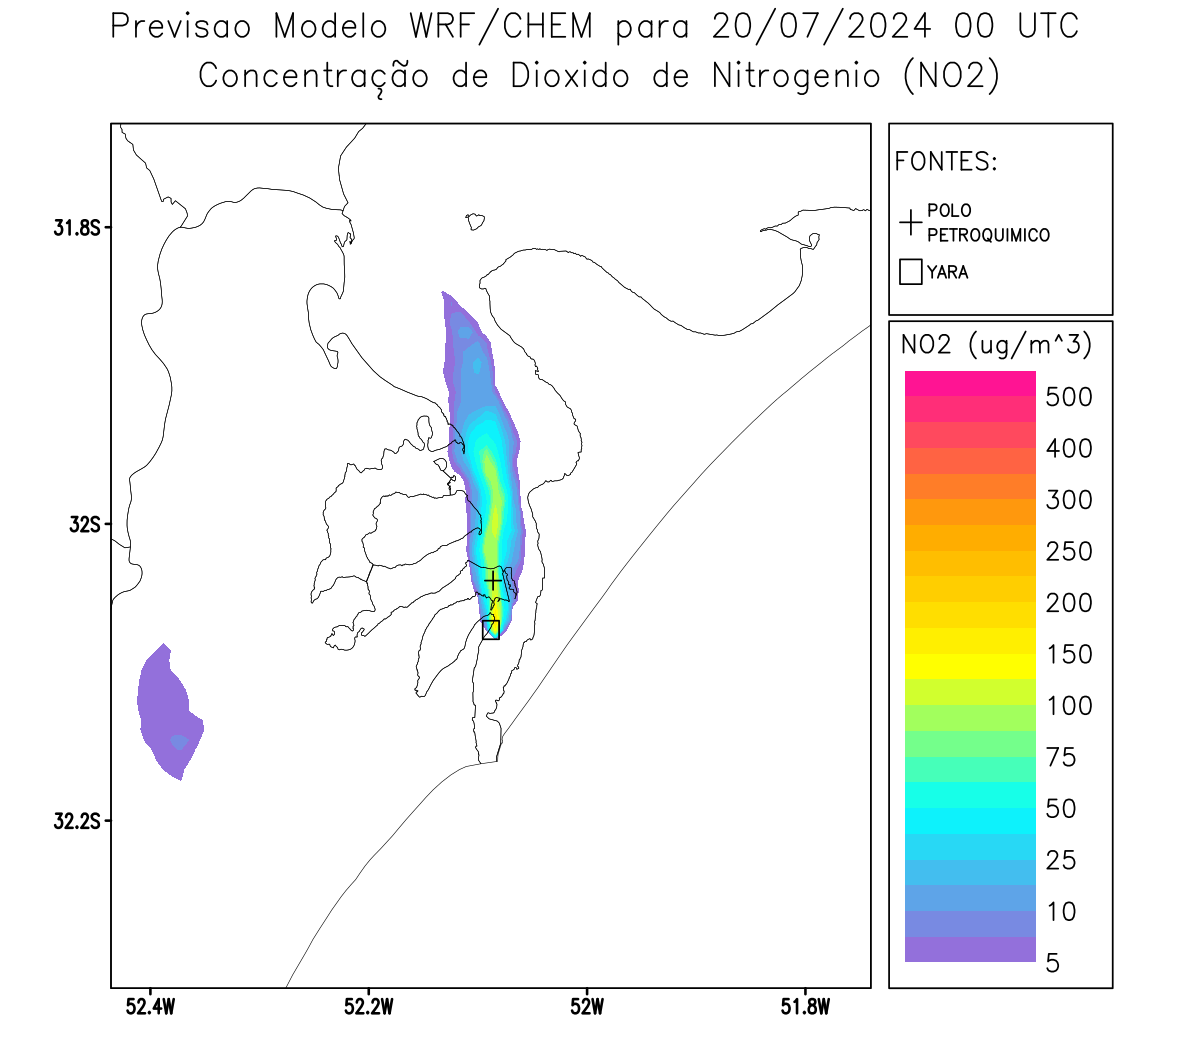 Previsao Modelo WRF/CHEM para 20/07/2024 00 UTC
Concentração de Dioxido de Nitrogenio (NO2)
FONTES:
POLO
PETROQUIMICO
YARA
NO2 (ug/m^3)
500
400
300
250
200
150
100
75
50
25
10
5
31.8S
32S
32.2S
52.4W
52.2W
52W
51.8W